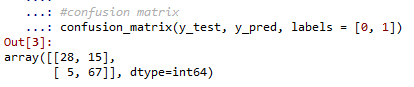 ...: #confusion matrix
...: confusion_matrix(y_test, y_pred, labels = [0, 1])
Out[3]:
array([[28, 15],
[ 5, 67]], dtype=int64)